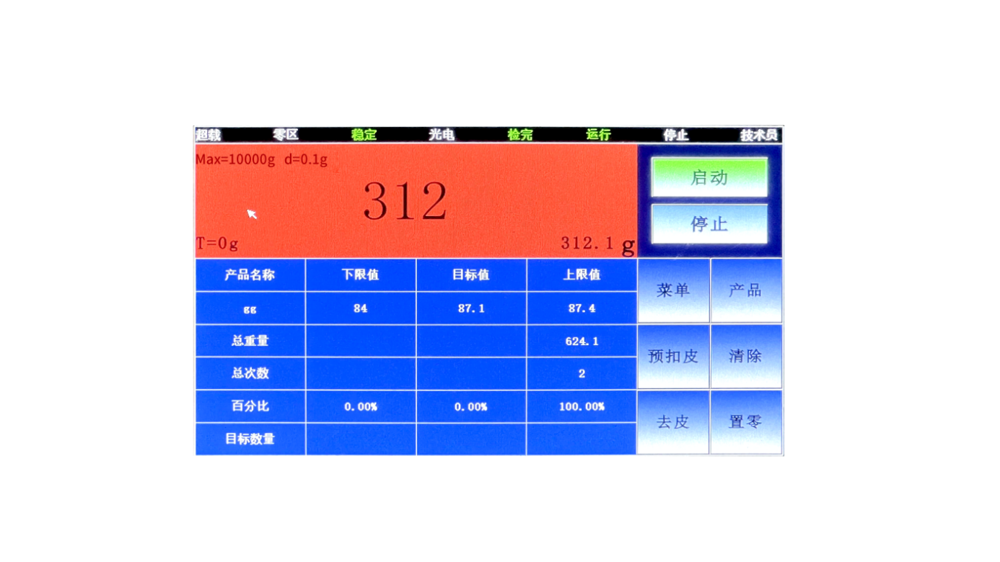 超载 零区 稳定 光电 检完 运行 停止 技术员
Max=10000g d=0.1g
312
T=0g 312.1 g
启动
停止
产品名称 下限值 目标值 上限值
gg 84 87.1 87.4
总重量 624.1
总次数 2
百分比 0.00% 0.00% 100.00%
目标数量
菜单 产品
预扣皮 清除
去皮 置零